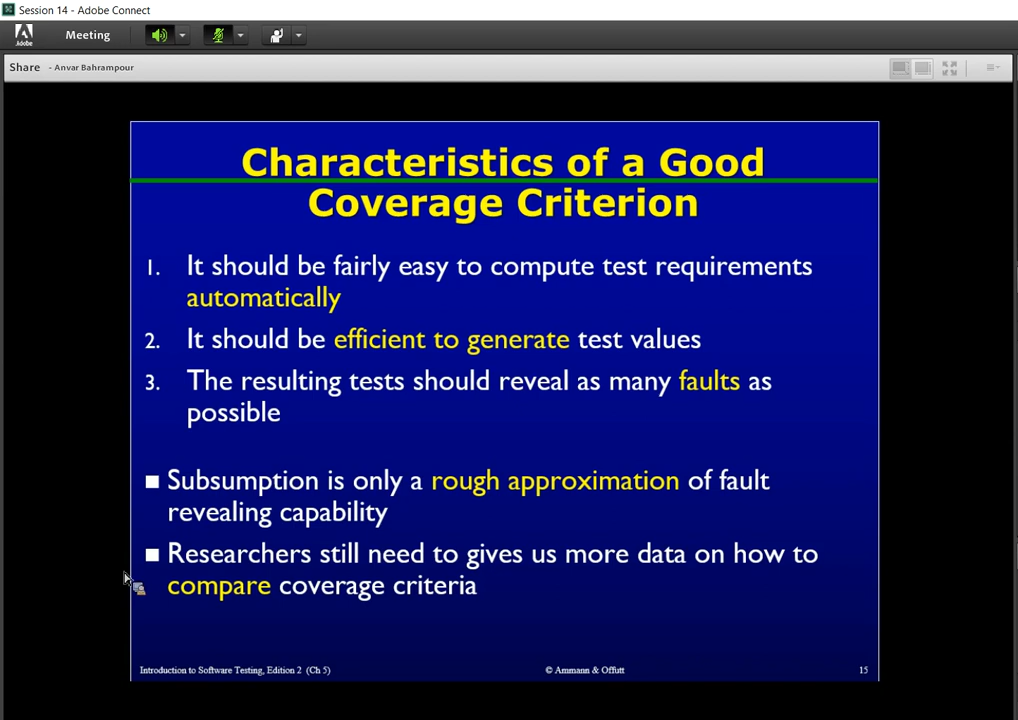 Session 14 - Adobe Connect
Adobe
Meeting
Share - Anvar Bahrampour
Characteristics of a Good
Coverage Criterion
1. It should be fairly easy to compute test requirements
automatically
2. It should be efficient to generate test values
3. The resulting tests should reveal as many faults as
possible
Subsumption is only a rough approximation of fault
revealing capability
Researchers still need to gives us more data on how to
compare coverage criteria
Introduction to Software Testing, Edition 2 (Ch 5)
© Ammann & Offutt
15